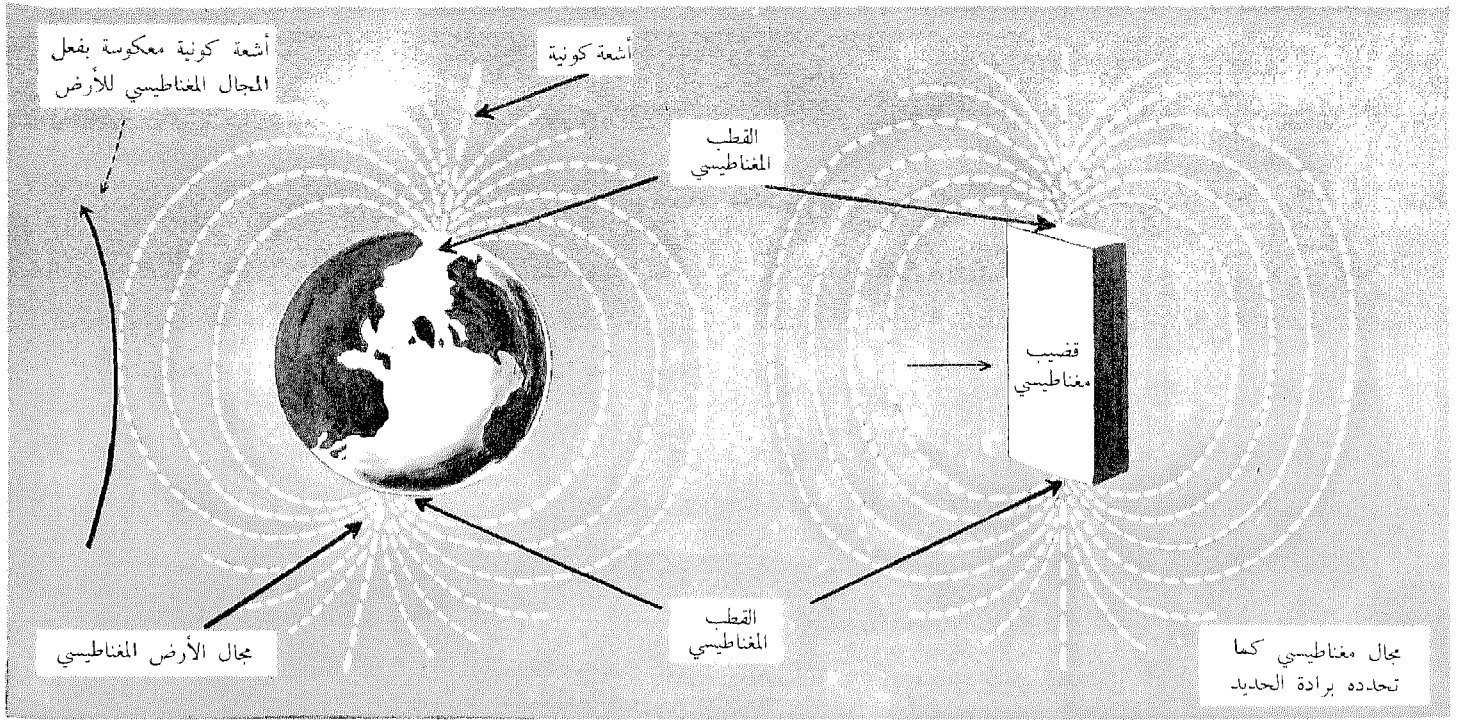 أشعة كونية معكوسة بفعل
المجال المغناطيسي للأرض
أشعة كونية
القطب
المغناطيسي
قضيب
مغناطيسي
القطب
المغناطيسي
مجال الأرض المغناطيسي
مجال مغناطيسي كما
تحدده برادة الحديد